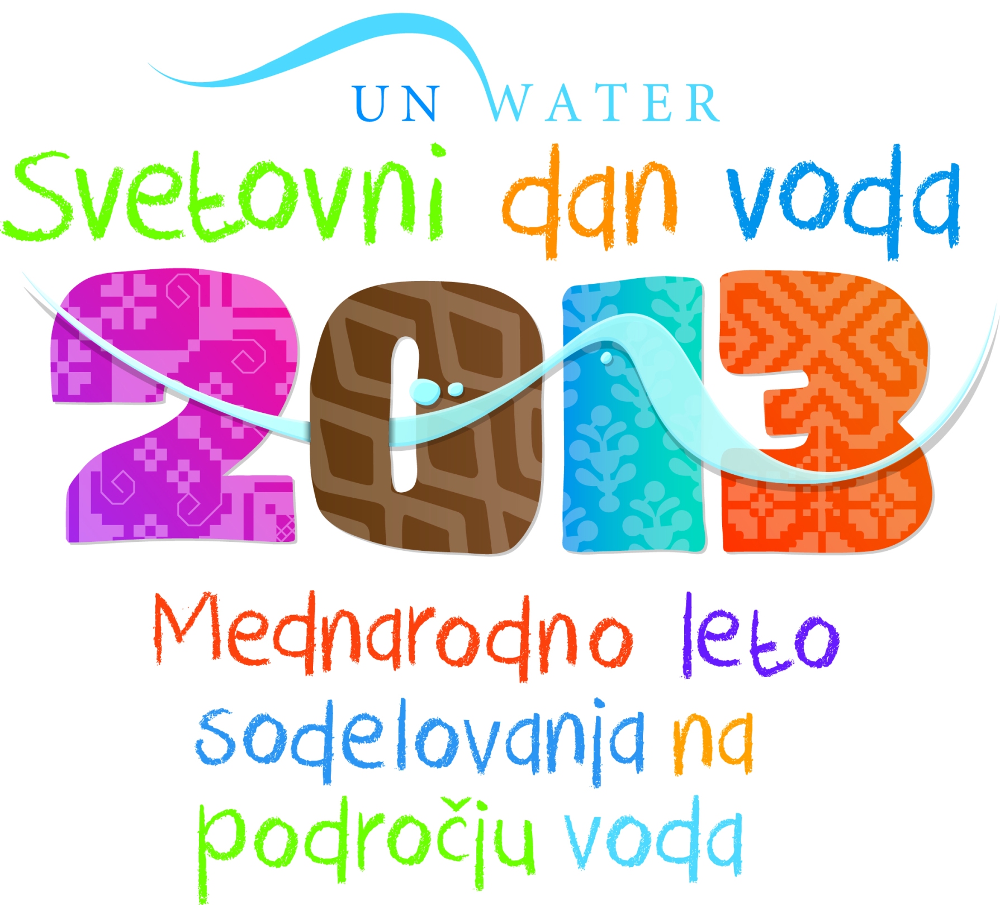 UN WATER
Svetovni dan voda
2013
Mednarodno leto
sodelovanja na
področju voda